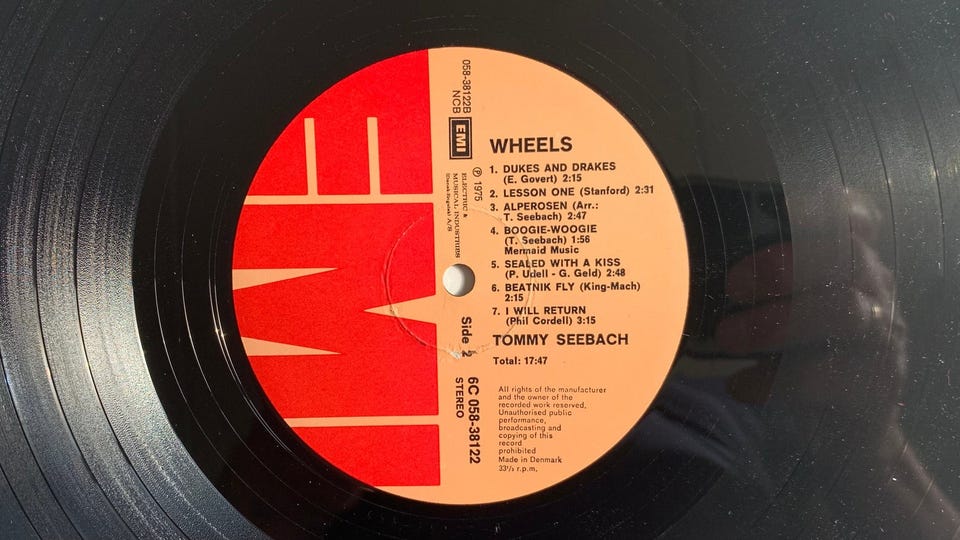 058-38122B
NCB
EMI
Ⓟ 1975
ELECTRIC &
MUSICAL INDUSTRIES
(Dansk-Engelsk) A/S
Side 2
6C 058-38122
STEREO
WHEELS
1. DUKES AND DRAKES
(E. Govert) 2:15
2. LESSON ONE (Stanford) 2:31
3. ALPEROSEN (Arr.:
T. Seebach) 2:47
4. BOOGIE-WOOGIE
(T. Seebach) 1:56
Mermaid Music
5. SEALED WITH A KISS
(P. Udell - G. Geld) 2:48
6. BEATNIK FLY (King-Mach)
2:15
7. I WILL RETURN
(Phil Cordell) 3:15
TOMMY SEEBACH
Total: 17:47
All rights of the manufacturer
and the owner of the
recorded work reserved,
Unauthorised public
performance,
broadcasting and
copying of this
record
prohibited
Made in Denmark
33⅓ r.p.m.
EMI